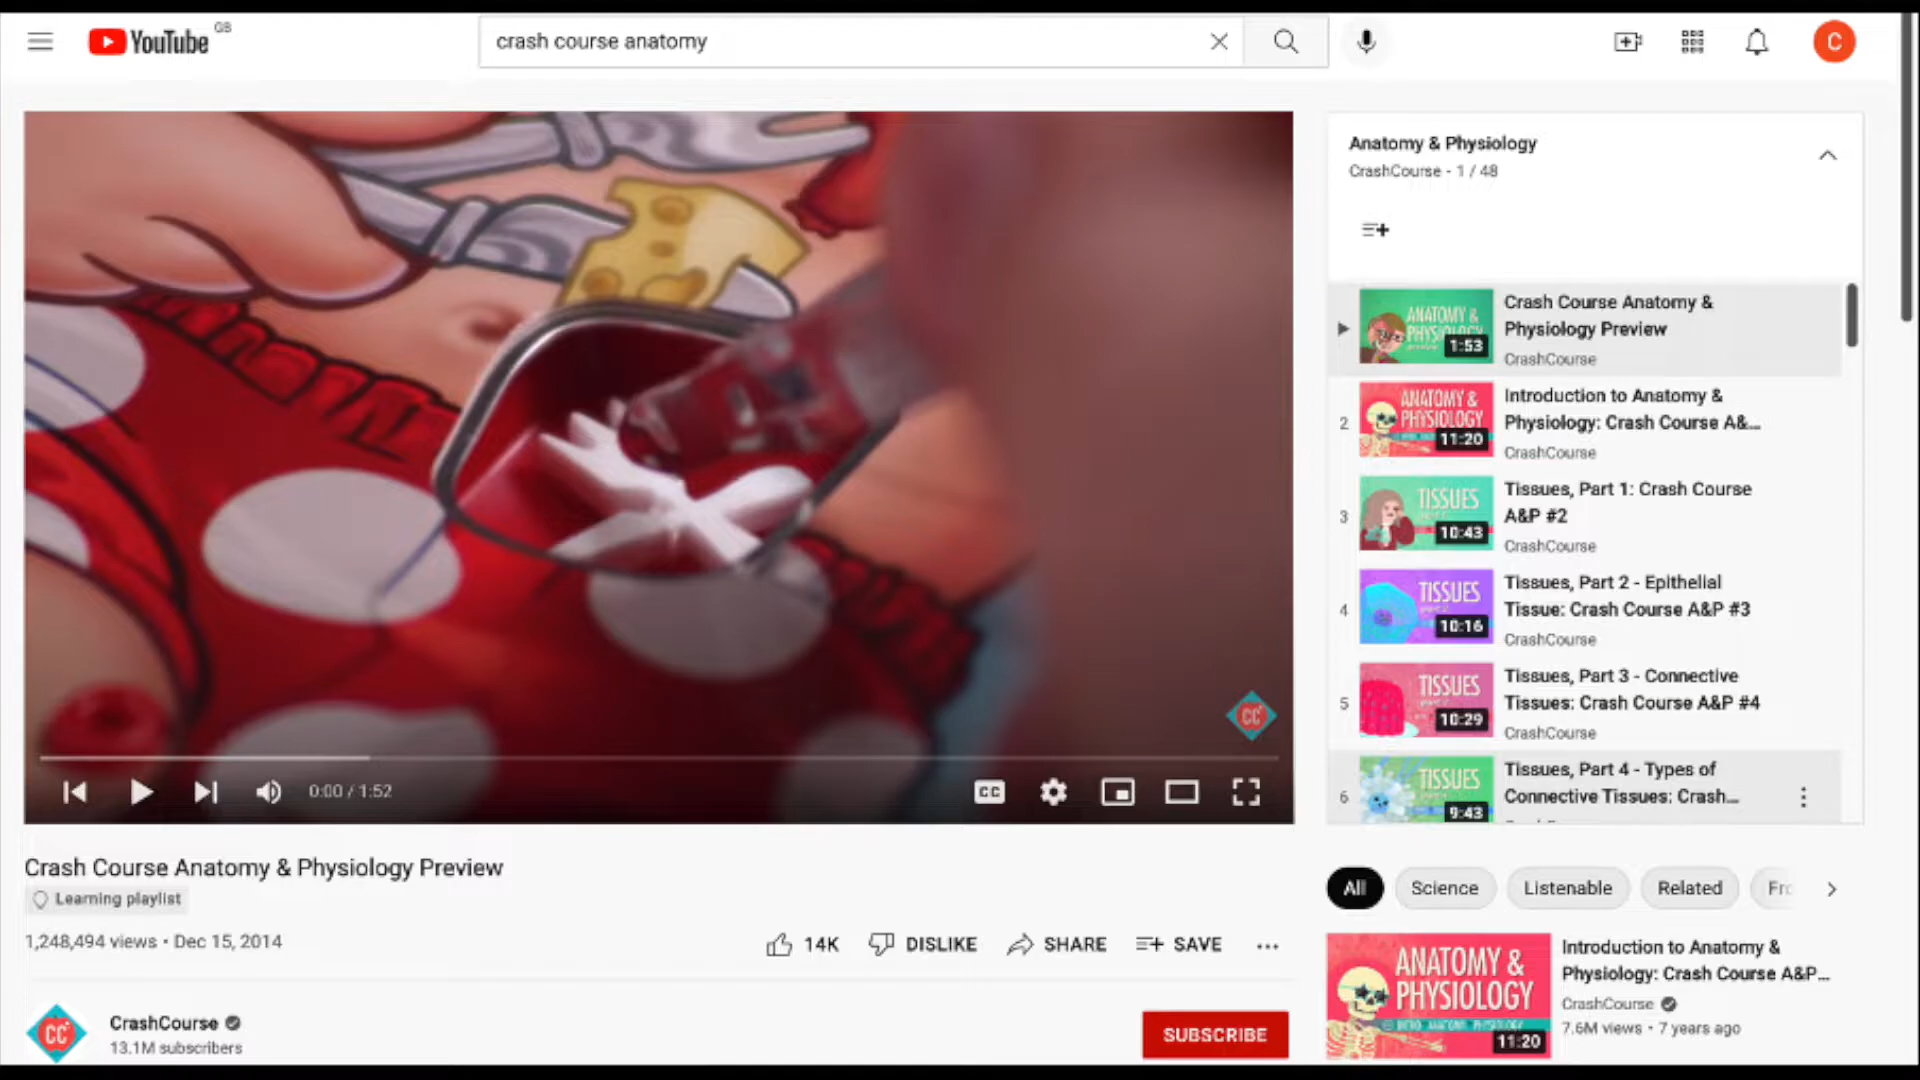 YouTube GB
crash course anatomy
C
Anatomy & Physiology
CrashCourse - 1 / 48
ANATOMY &
PHYSIOLOGY
1:53
Crash Course Anatomy &
Physiology Preview
CrashCourse
2
ANATOMY &
PHYSIOLOGY
11:20
Introduction to Anatomy &
Physiology: Crash Course A&...
CrashCourse
3
TISSUES
10:43
Tissues, Part 1: Crash Course
A&P #2
CrashCourse
4
TISSUES
10:16
Tissues, Part 2 - Epithelial
Tissue: Crash Course A&P #3
CrashCourse
5
TISSUES
10:29
Tissues, Part 3 - Connective
Tissues: Crash Course A&P #4
CrashCourse
6
TISSUES
9:43
Tissues, Part 4 - Types of
Connective Tissues: Crash...
CC
0:00 / 1:52
CC
Crash Course Anatomy & Physiology Preview
Learning playlist
1,248,494 views • Dec 15, 2014
14K DISLIKE SHARE SAVE
CC
CrashCourse
13.1M subscribers
SUBSCRIBE
All Science Listenable Related Fro
ANATOMY &
PHYSIOLOGY
11:20
Introduction to Anatomy &
Physiology: Crash Course A&P...
CrashCourse
7.6M views • 7 years ago